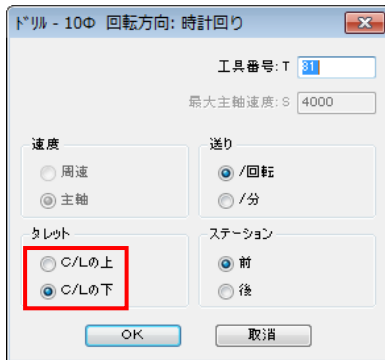 ﾄﾞﾘﾙ - 10Φ 回転方向: 時計回り
工具番号: T 31
最大主軸速度: S 4000
速度
送り
周速
/回転
主軸
/分
タレット
ステーション
C/Lの上
前
C/Lの下
後
OK
取消